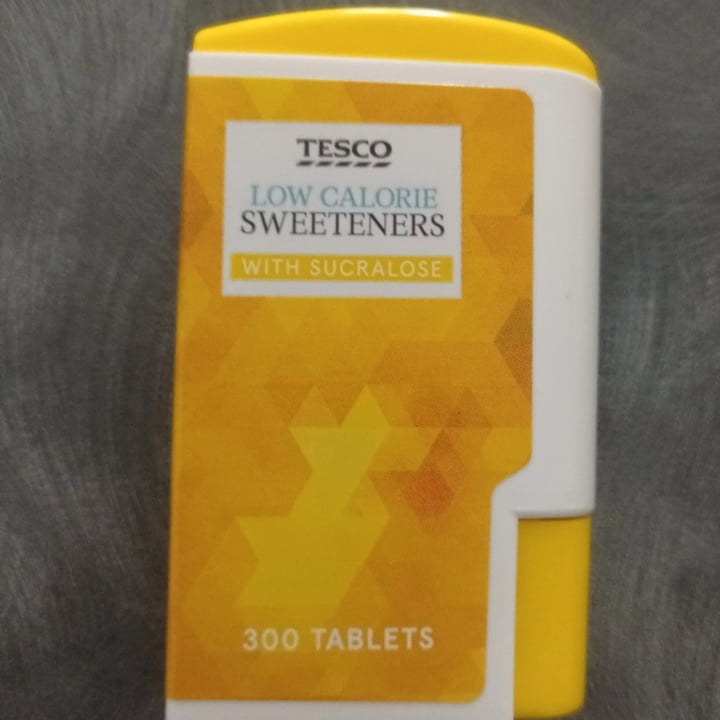 TESCO
LOW CALORIE
SWEETENERS
WITH SUCRALOSE
300 TABLETS